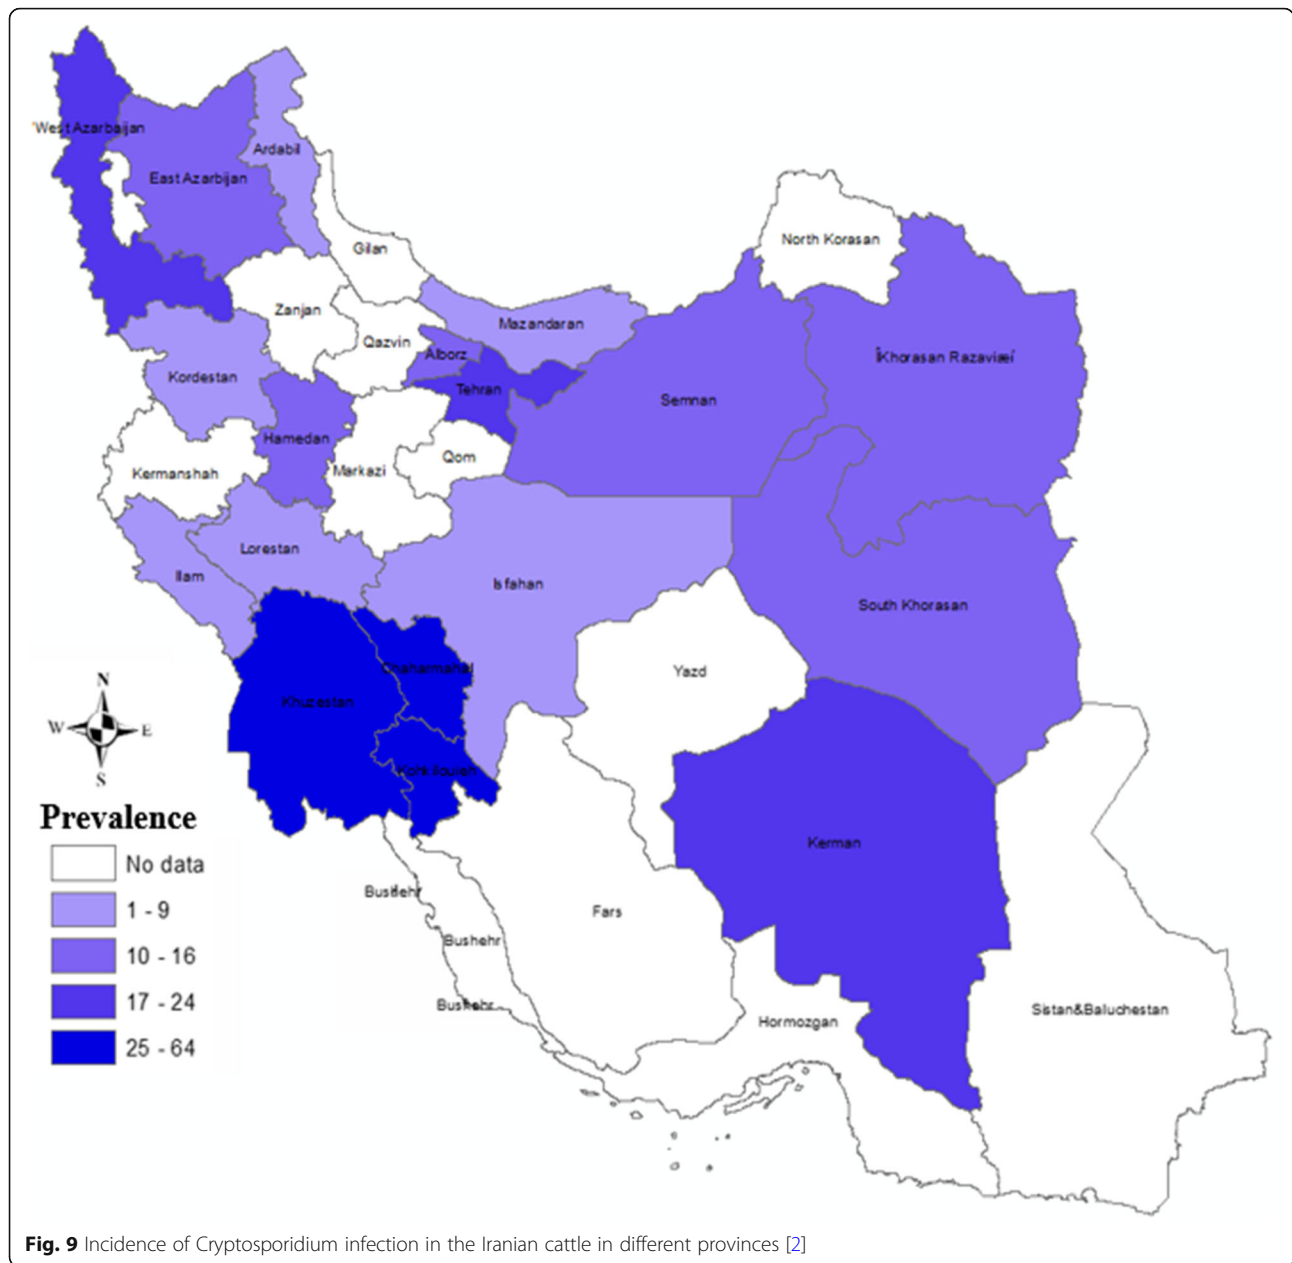 West Azarbaijan
East Azarbijan
Ardabil
Gilan
North Korasan
Zanjan
Mazandaran
Qazvin
Alborz
Khorasan Razavi
Kordestan
Tehran
Semnan
Hamedan
Kermanshah
Markazi
Qom
Lorestan
Ilam
Isfahan
South Khorasan
Chaharmahal
Yazd
Khuzestan
N
W
E
S
Kerman
Prevalence
No data
1 - 9
10 - 16
17 - 24
25 - 64
Bushehr
Fars
Bushehr
Bushehr
Hormozgan
Sistan&Baluchestan
Fig. 9 Incidence of Cryptosporidium infection in the Iranian cattle in different provinces [2]